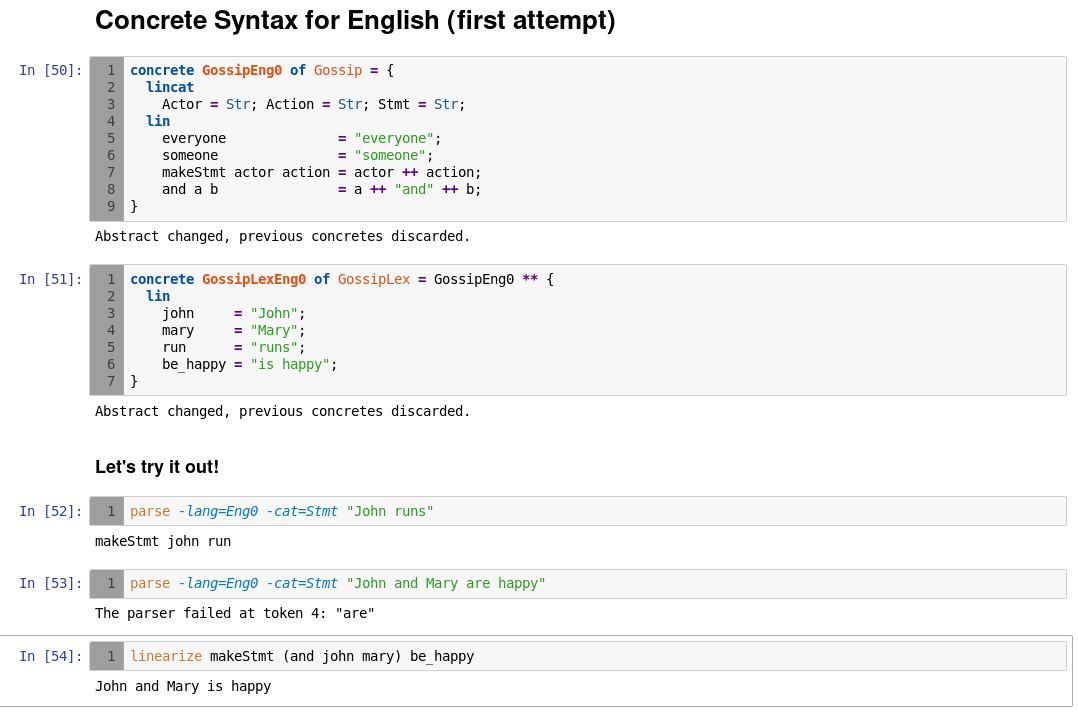 Concrete Syntax for English (first attempt)
In [50]:
1 concrete GossipEng0 of Gossip = {
2   lincat
3     Actor = Str; Action = Str; Stmt = Str;
4   lin
5     everyone              = "everyone";
6     someone               = "someone";
7     makeStmt actor action = actor ++ action;
8     and a b               = a ++ "and" ++ b;
9 }
Abstract changed, previous concretes discarded.
In [51]:
1 concrete GossipLexEng0 of GossipLex = GossipEng0 ** {
2   lin
3     john     = "John";
4     mary     = "Mary";
5     run      = "runs";
6     be_happy = "is happy";
7 }
Abstract changed, previous concretes discarded.
Let's try it out!
In [52]: 1 parse -lang=Eng0 -cat=Stmt "John runs"
makeStmt john run
In [53]: 1 parse -lang=Eng0 -cat=Stmt "John and Mary are happy"
The parser failed at token 4: "are"
In [54]: 1 linearize makeStmt (and john mary) be_happy
John and Mary is happy